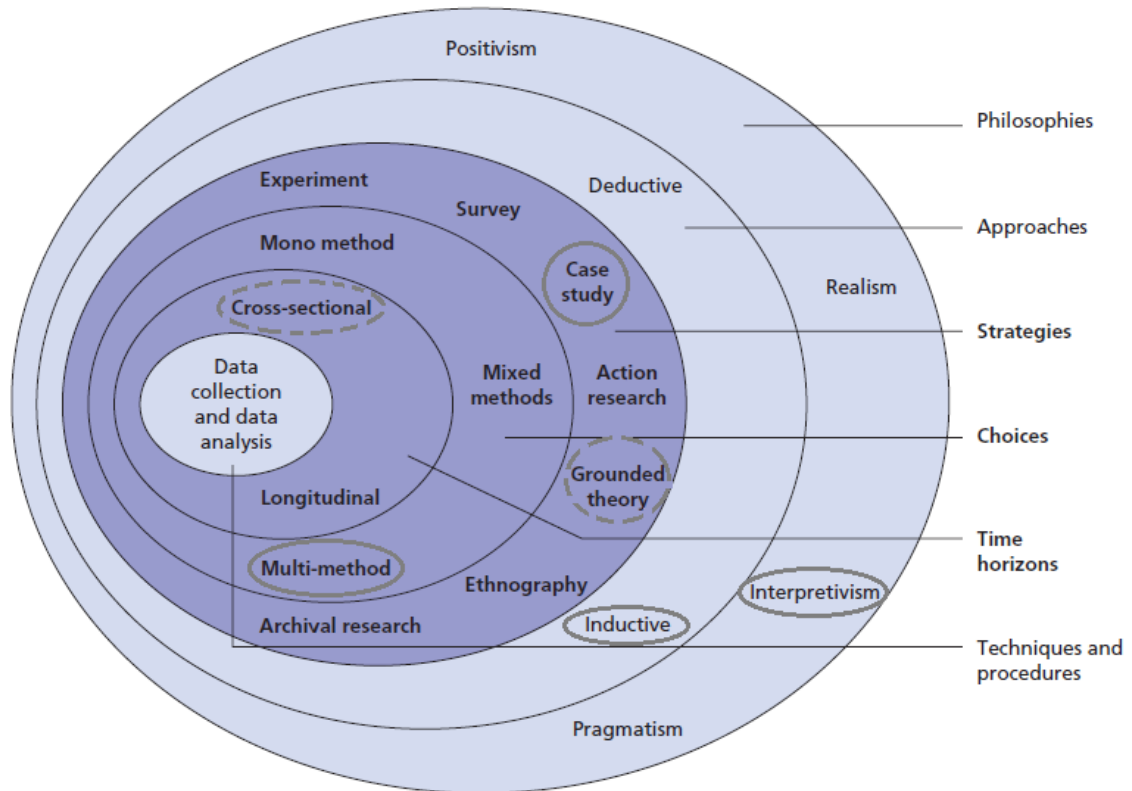 Positivism
Philosophies
Experiment
Deductive
Survey
Approaches
Mono method
Case
study
Realism
Cross-sectional
Strategies
Data
collection
and data
analysis
Mixed
methods
Action
research
Choices
Grounded
theory
Longitudinal
Time
horizons
Multi-method
Ethnography
Interpretivism
Archival research
Inductive
Techniques and
procedures
Pragmatism